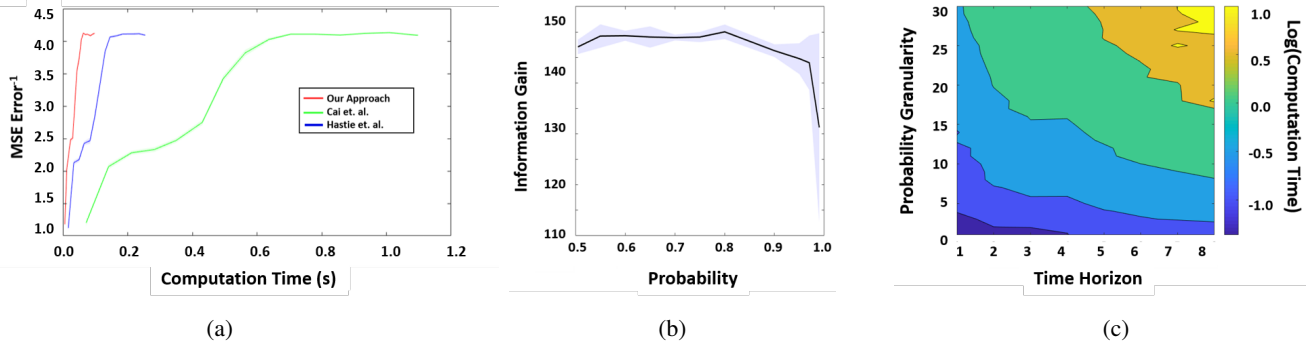 4.5
4.0
3.5
3.0
2.5
2.0
1.5
1.0
MSE Error⁻¹
0.0 0.2 0.4 0.6 0.8 1.0 1.2
Computation Time (s)
Our Approach
Cai et. al.
Hastie et. al.
(a)
150
140
130
120
110
Information Gain
0.5 0.6 0.7 0.8 0.9 1.0
Probability
(b)
30
25
20
15
10
5
0
Probability Granularity
1 2 3 4 5 6 7 8
Time Horizon
1.0
0.5
0.0
-0.5
-1.0
Log(Computation Time)
(c)